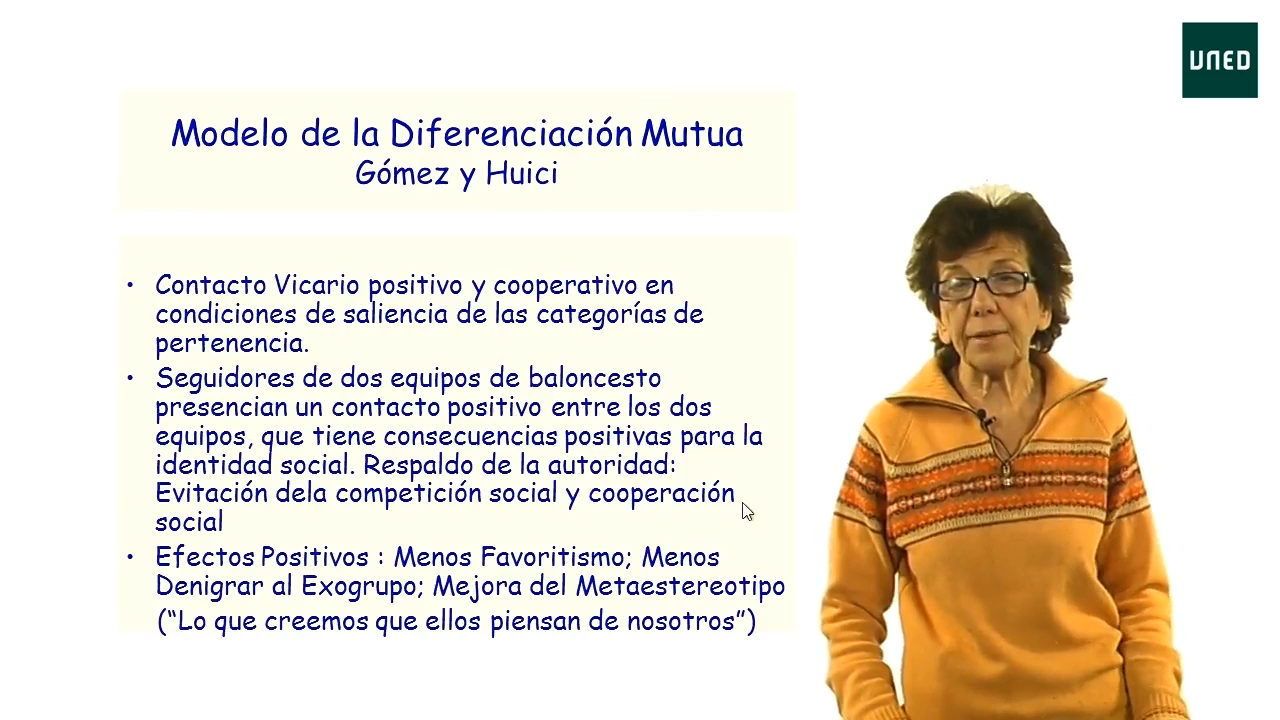 UNED
Modelo de la Diferenciación Mutua
Gómez y Huici
• Contacto Vicario positivo y cooperativo en
condiciones de saliencia de las categorías de
pertenencia.
• Seguidores de dos equipos de baloncesto
presencian un contacto positivo entre los dos
equipos, que tiene consecuencias positivas para la
identidad social. Respaldo de la autoridad:
Evitación dela competición social y cooperación
social
• Efectos Positivos : Menos Favoritismo; Menos
Denigrar al Exogrupo; Mejora del Metaestereotipo
(“Lo que creemos que ellos piensan de nosotros”)